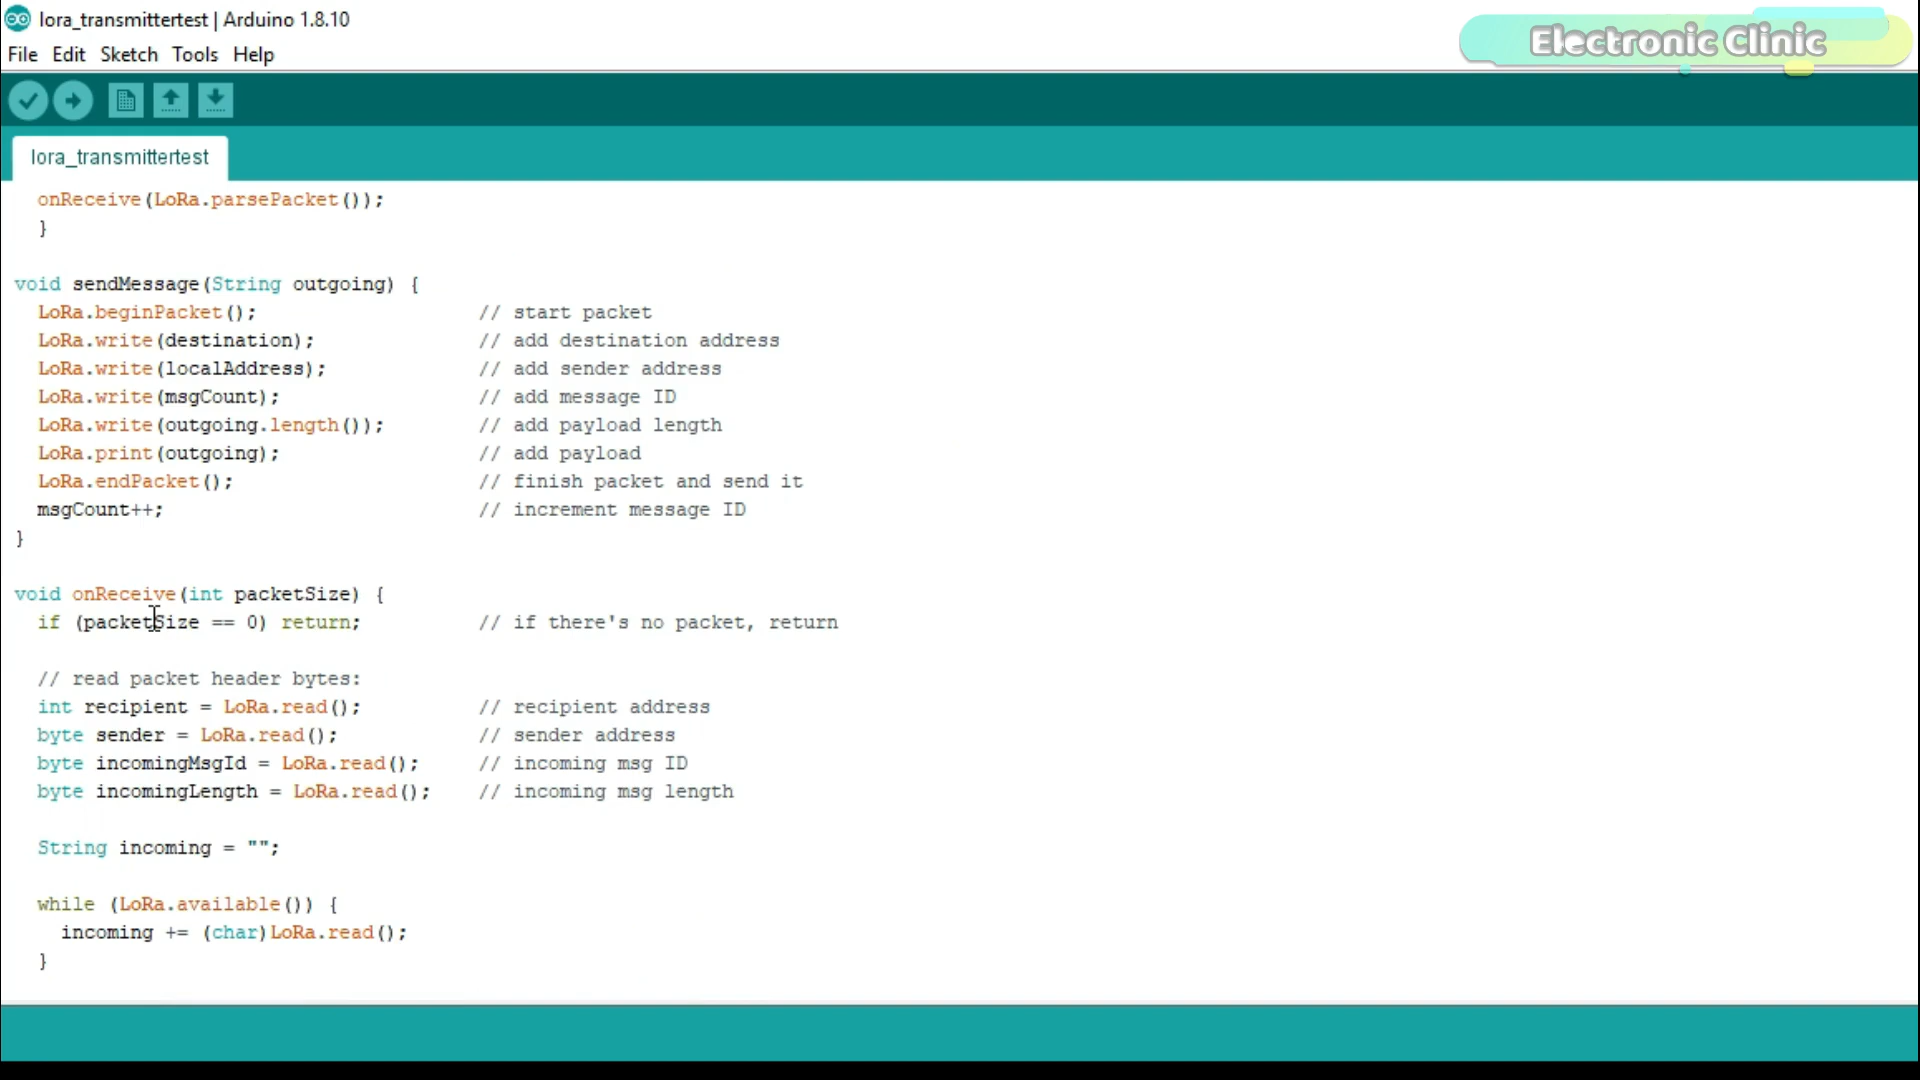 lora_transmittertest | Arduino 1.8.10
Electronic Clinic
File Edit Sketch Tools Help
lora_transmittertest
onReceive(LoRa.parsePacket());
}
void sendMessage(String outgoing) {
LoRa.beginPacket(); // start packet
LoRa.write(destination); // add destination address
LoRa.write(localAddress); // add sender address
LoRa.write(msgCount); // add message ID
LoRa.write(outgoing.length()); // add payload length
LoRa.print(outgoing); // add payload
LoRa.endPacket(); // finish packet and send it
msgCount++; // increment message ID
}
void onReceive(int packetSize) {
if (packetSize == 0) return; // if there's no packet, return
// read packet header bytes:
int recipient = LoRa.read(); // recipient address
byte sender = LoRa.read(); // sender address
byte incomingMsgId = LoRa.read(); // incoming msg ID
byte incomingLength = LoRa.read(); // incoming msg length
String incoming = "";
while (LoRa.available()) {
incoming += (char)LoRa.read();
}